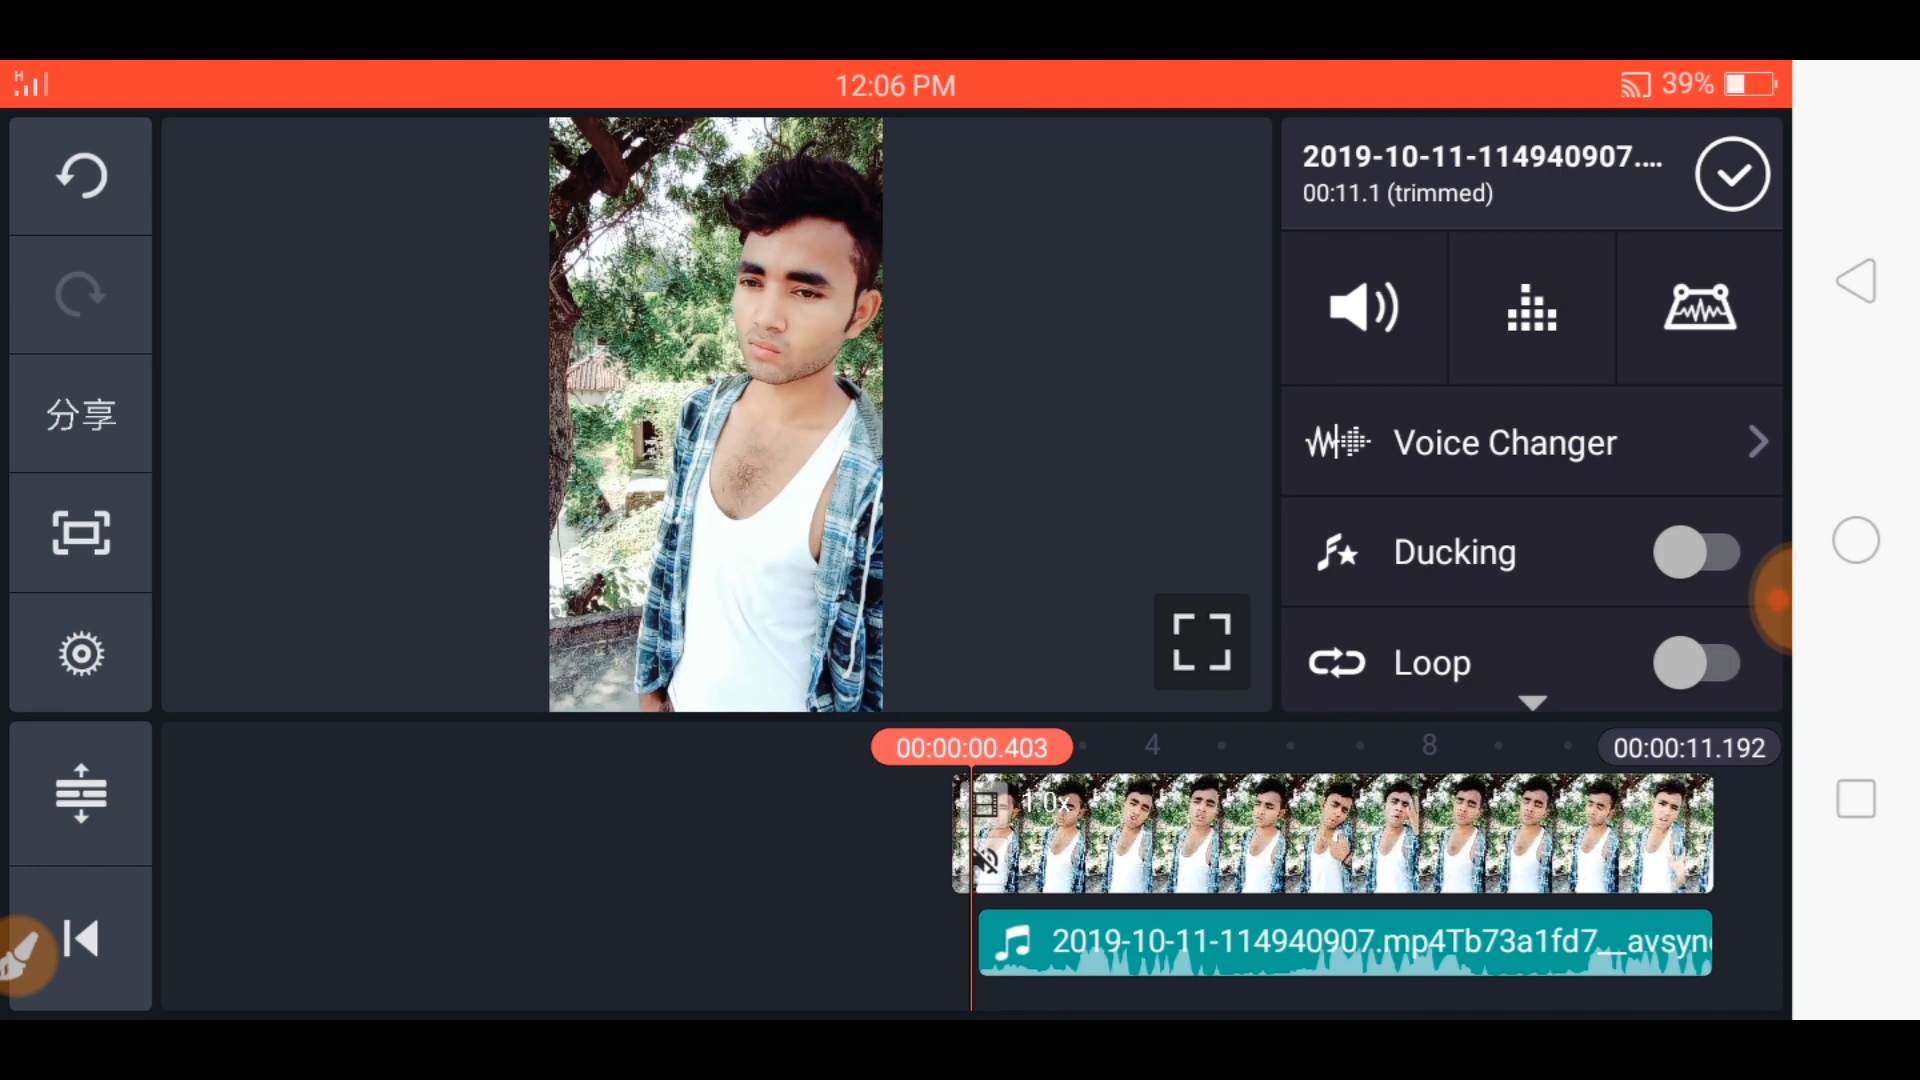 H
12:06 PM
39%
2019-10-11-114940907....
00:11.1 (trimmed)
分享
Voice Changer
Ducking
Loop
00:00:00.403
4
8
00:00:11.192
1.0x
2019-10-11-114940907.mp4Tb73a1fd7__avsyn